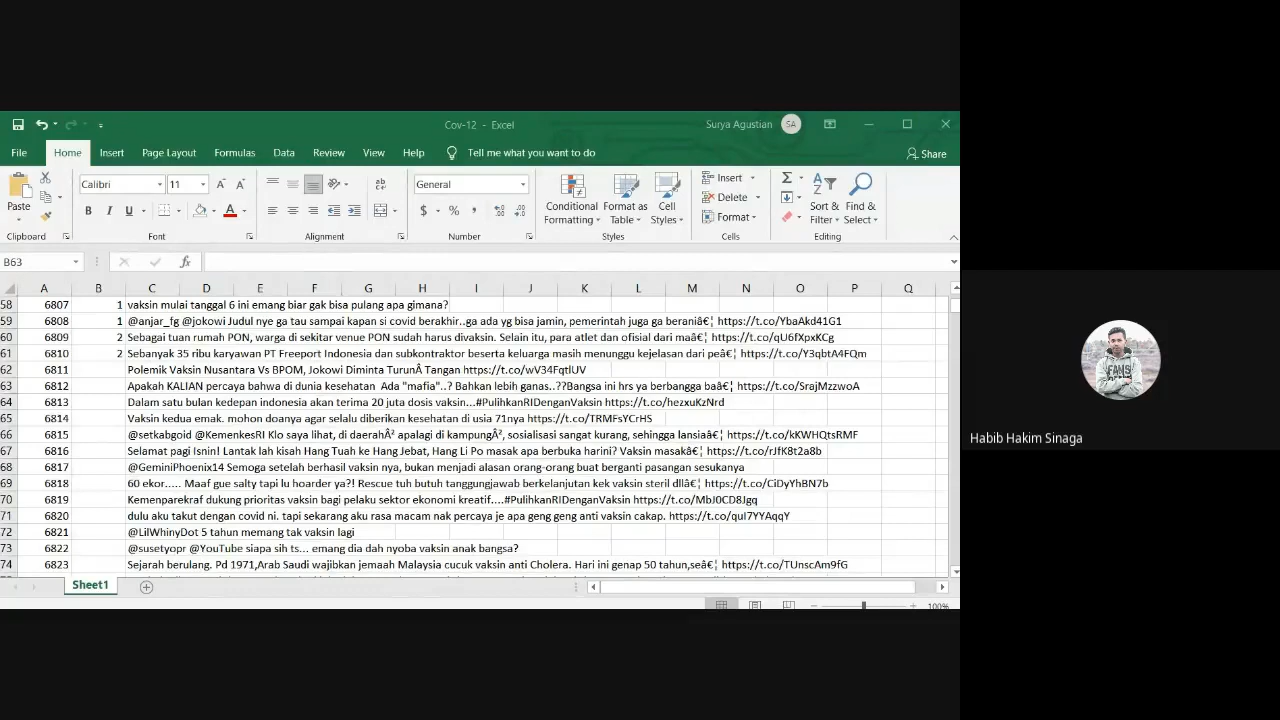 Cov-12 - Excel
Surya Agustian
SA
File Home Insert Page Layout Formulas Data Review View Help Tell me what you want to do
Share
Paste
Calibri 11
B I U
General
$ % ,
Conditional Formatting
Format as Table
Cell Styles
Insert
Delete
Format
Sort & Filter
Find & Select
Clipboard Font Alignment Number Styles Cells Editing
B63
fx
A B C D E F G H I J K L M N O P Q
58 6807 1 vaksin mulai tanggal 6 ini emang biar gak bisa pulang apa gimana?
59 6808 1 @anjar_fg @jokowi Judul nye ga tau sampai kapan si covid berakhir..ga ada yg bisa jamin, pemerintah juga ga beraniâ€¦ https://t.co/YbaAkd41G1
60 6809 2 Sebagai tuan rumah PON, warga di sekitar venue PON sudah harus divaksin. Selain itu, para atlet dan ofisial dari maâ€¦ https://t.co/qU6fXpxKCg
61 6810 2 Sebanyak 35 ribu karyawan PT Freeport Indonesia dan subkontraktor beserta keluarga masih menunggu kejelasan dari peâ€¦ https://t.co/Y3qbtA4FQm
62 6811 Polemik Vaksin Nusantara Vs BPOM, Jokowi Diminta TurunÂ Tangan https://t.co/wV34FqtlUV
63 6812 Apakah KALIAN percaya bahwa di dunia kesehatan Ada "mafia"..? Bahkan lebih ganas..??Bangsa ini hrs ya berbangga baâ€¦ https://t.co/SrajMzzwoA
64 6813 Dalam satu bulan kedepan indonesia akan terima 20 juta dosis vaksin...#PulihkanRIDenganVaksin https://t.co/hezxuKzNrd
65 6814 Vaksin kedua emak. mohon doanya agar selalu diberikan kesehatan di usia 71nya https://t.co/TRMFsYCrHS
66 6815 @setkabgoid @KemenkesRI Klo saya lihat, di daerahÂ² apalagi di kampungÂ², sosialisasi sangat kurang, sehingga lansiaâ€¦ https://t.co/kKWHQtsRMF
67 6816 Selamat pagi Isnin! Lantak lah kisah Hang Tuah ke Hang Jebat, Hang Li Po masak apa berbuka harini? Vaksin masakâ€¦ https://t.co/rJfK8t2a8b
68 6817 @GeminiPhoenix14 Semoga setelah berhasil vaksin nya, bukan menjadi alasan orang-orang buat berganti pasangan sesukanya
69 6818 60 ekor..... Maaf gue salty tapi lu hoarder ya?! Rescue tuh butuh tanggungjawab berkelanjutan kek vaksin steril dllâ€¦ https://t.co/CiDyYhBN7b
70 6819 Kemenparekraf dukung prioritas vaksin bagi pelaku sektor ekonomi kreatif....#PulihkanRIDenganVaksin https://t.co/MbJ0CD8Jgq
71 6820 dulu aku takut dengan covid ni. tapi sekarang aku rasa macam nak percaya je apa geng geng anti vaksin cakap. https://t.co/quI7YYAqqY
72 6821 @LilWhinyDot 5 tahun memang tak vaksin lagi
73 6822 @susetyopr @YouTube siapa sih ts... emang dia dah nyoba vaksin anak bangsa?
74 6823 Sejarah berulang. Pd 1971,Arab Saudi wajibkan jemaah Malaysia cucuk vaksin anti Cholera. Hari ini genap 50 tahun,seâ€¦ https://t.co/TUnscAm9fG
Sheet1
100%
FANS
Habib Hakim Sinaga